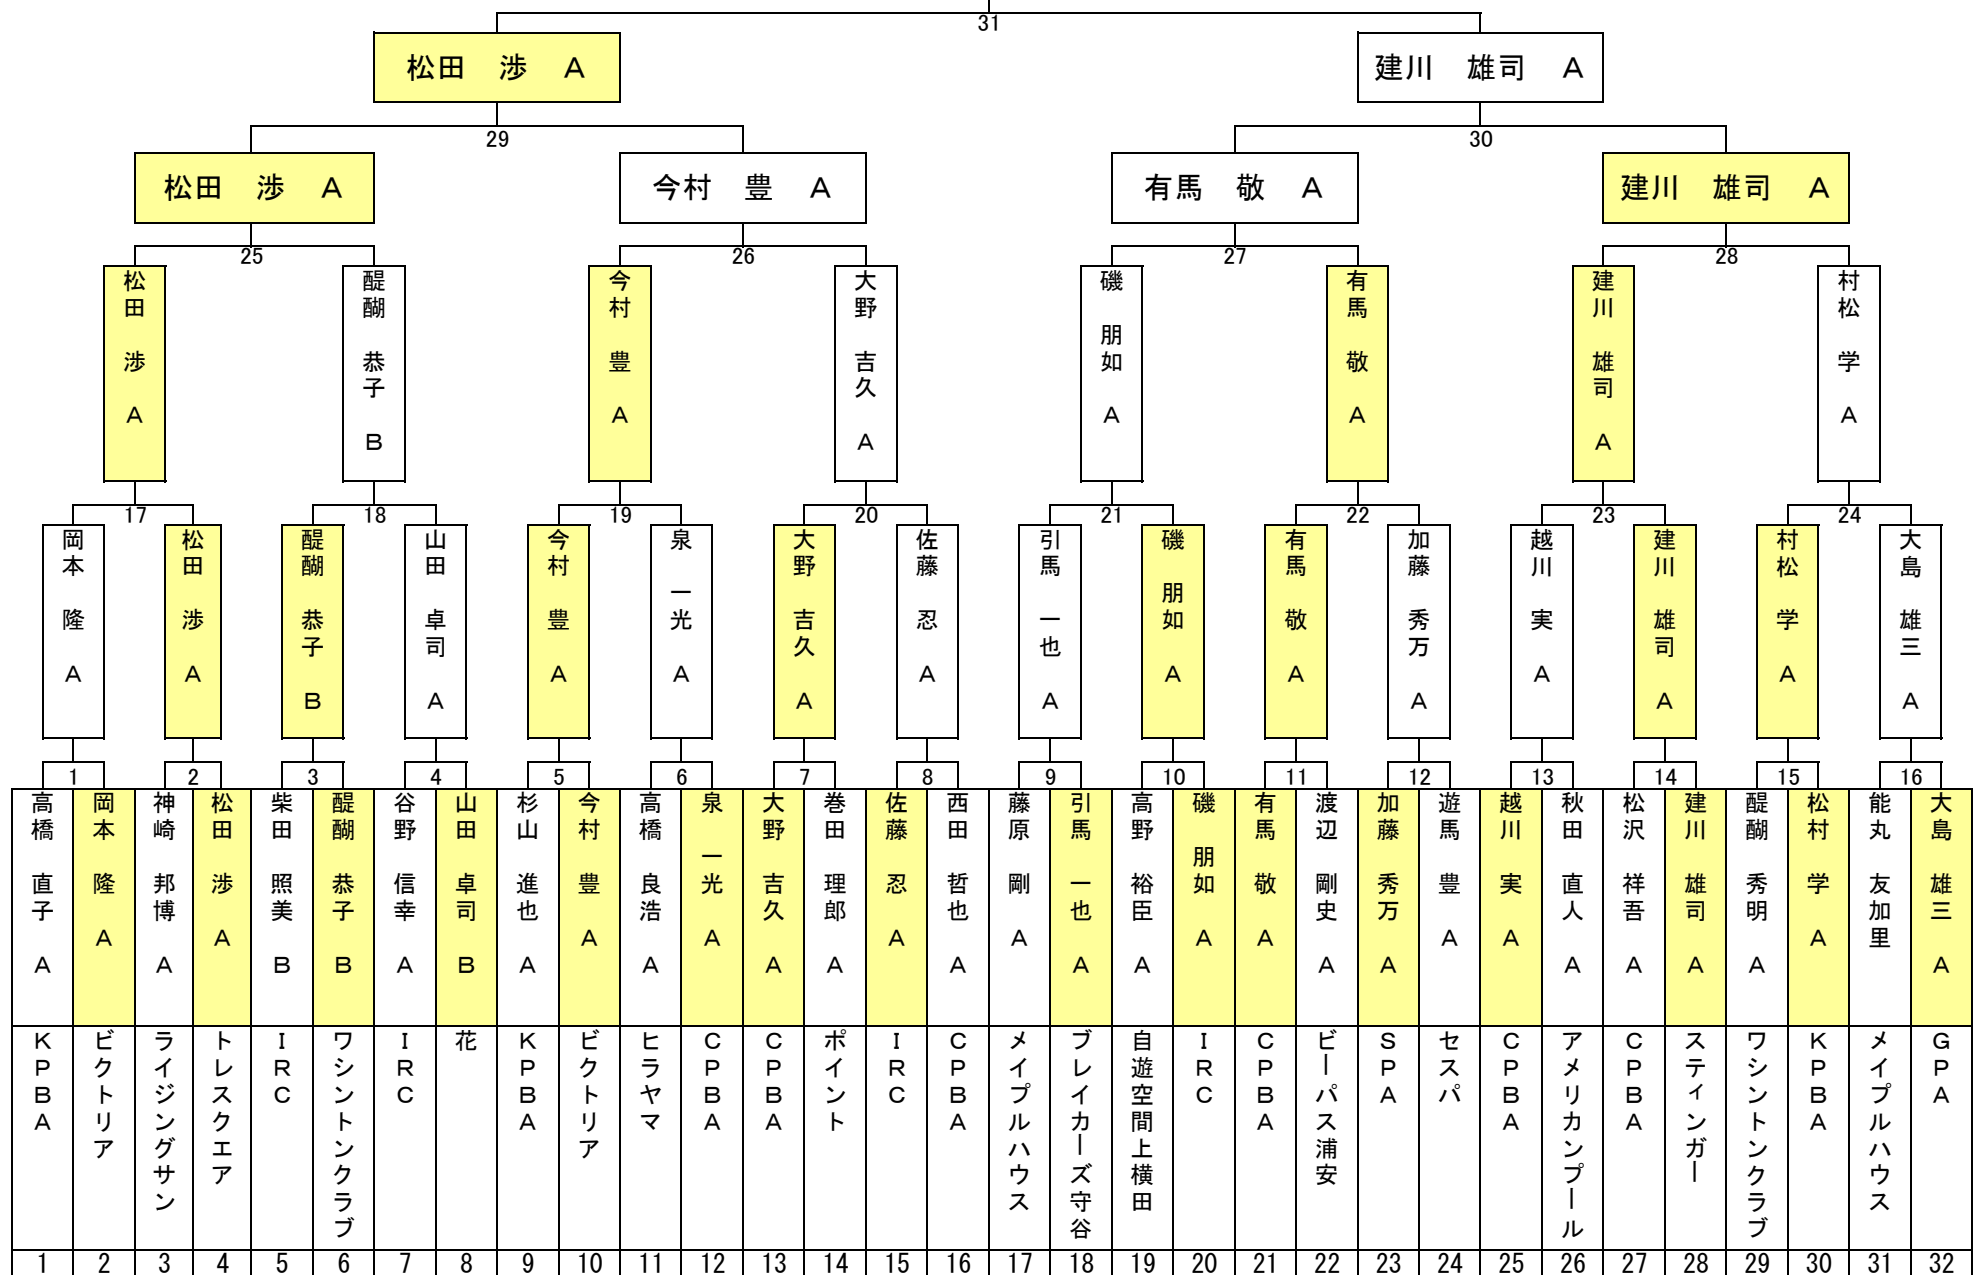 31
松田　渉　Ａ
建川　雄司　Ａ
29
30
松田　渉　Ａ
今村　豊　Ａ
有馬　敬　Ａ
建川　雄司　Ａ
25
26
27
28
松田　渉　Ａ
醍醐　恭子　Ｂ
今村　豊　Ａ
大野　吉久　Ａ
磯　朋如　Ａ
有馬　敬　Ａ
建川　雄司　Ａ
村松　学　Ａ
17
18
19
20
21
22
23
24
岡本　隆　Ａ
松田　渉　Ａ
醍醐　恭子　Ｂ
山田　卓司　Ａ
今村　豊　Ａ
泉　一光　Ａ
大野　吉久　Ａ
佐藤　忍　Ａ
引馬　一也　Ａ
磯　朋如　Ａ
有馬　敬　Ａ
加藤　秀万　Ａ
越川　実　Ａ
建川　雄司　Ａ
村松　学　Ａ
大島　雄三　Ａ
1
2
3
4
5
6
7
8
9
10
11
12
13
14
15
16
高橋　直子　Ａ
岡本　隆　Ａ
神崎　邦博　Ａ
松田　渉　Ａ
柴田　照美　Ｂ
醍醐　恭子　Ｂ
谷野　信幸　Ａ
山田　卓司　Ｂ
杉山　進也　Ａ
今村　豊　Ａ
高橋　良浩　Ａ
泉　一光　Ａ
大野　吉久　Ａ
巻田　理郎　Ａ
佐藤　忍　Ａ
西田　哲也　Ａ
藤原　剛　Ａ
引馬　一也　Ａ
高野　裕臣　Ａ
磯　朋如　Ａ
有馬　敬　Ａ
渡辺　剛史　Ａ
加藤　秀万　Ａ
遊馬　豊　Ａ
越川　実　Ａ
秋田　直人　Ａ
松沢　祥吾　Ａ
建川　雄司　Ａ
醍醐　秀明　Ａ
松村　学　Ａ
能丸　友加里
大島　雄三　Ａ
ＫＰＢＡ
ビクトリア
ライジングサン
トレスクエア
ＩＲＣ
ワシントンクラブ
ＩＲＣ
花
ＫＰＢＡ
ビクトリア
ヒラヤマ
ＣＰＢＡ
ＣＰＢＡ
ポイント
ＩＲＣ
ＣＰＢＡ
メイプルハウス
ブレイカーズ守谷
自遊空間上横田
ＩＲＣ
ＣＰＢＡ
ビーパス浦安
ＳＰＡ
セスパ
ＣＰＢＡ
アメリカンプール
ＣＰＢＡ
スティンガー
ワシントンクラブ
ＫＰＢＡ
メイプルハウス
ＧＰＡ
1 2 3 4 5 6 7 8 9 10 11 12 13 14 15 16 17 18 19 20 21 22 23 24 25 26 27 28 29 30 31 32